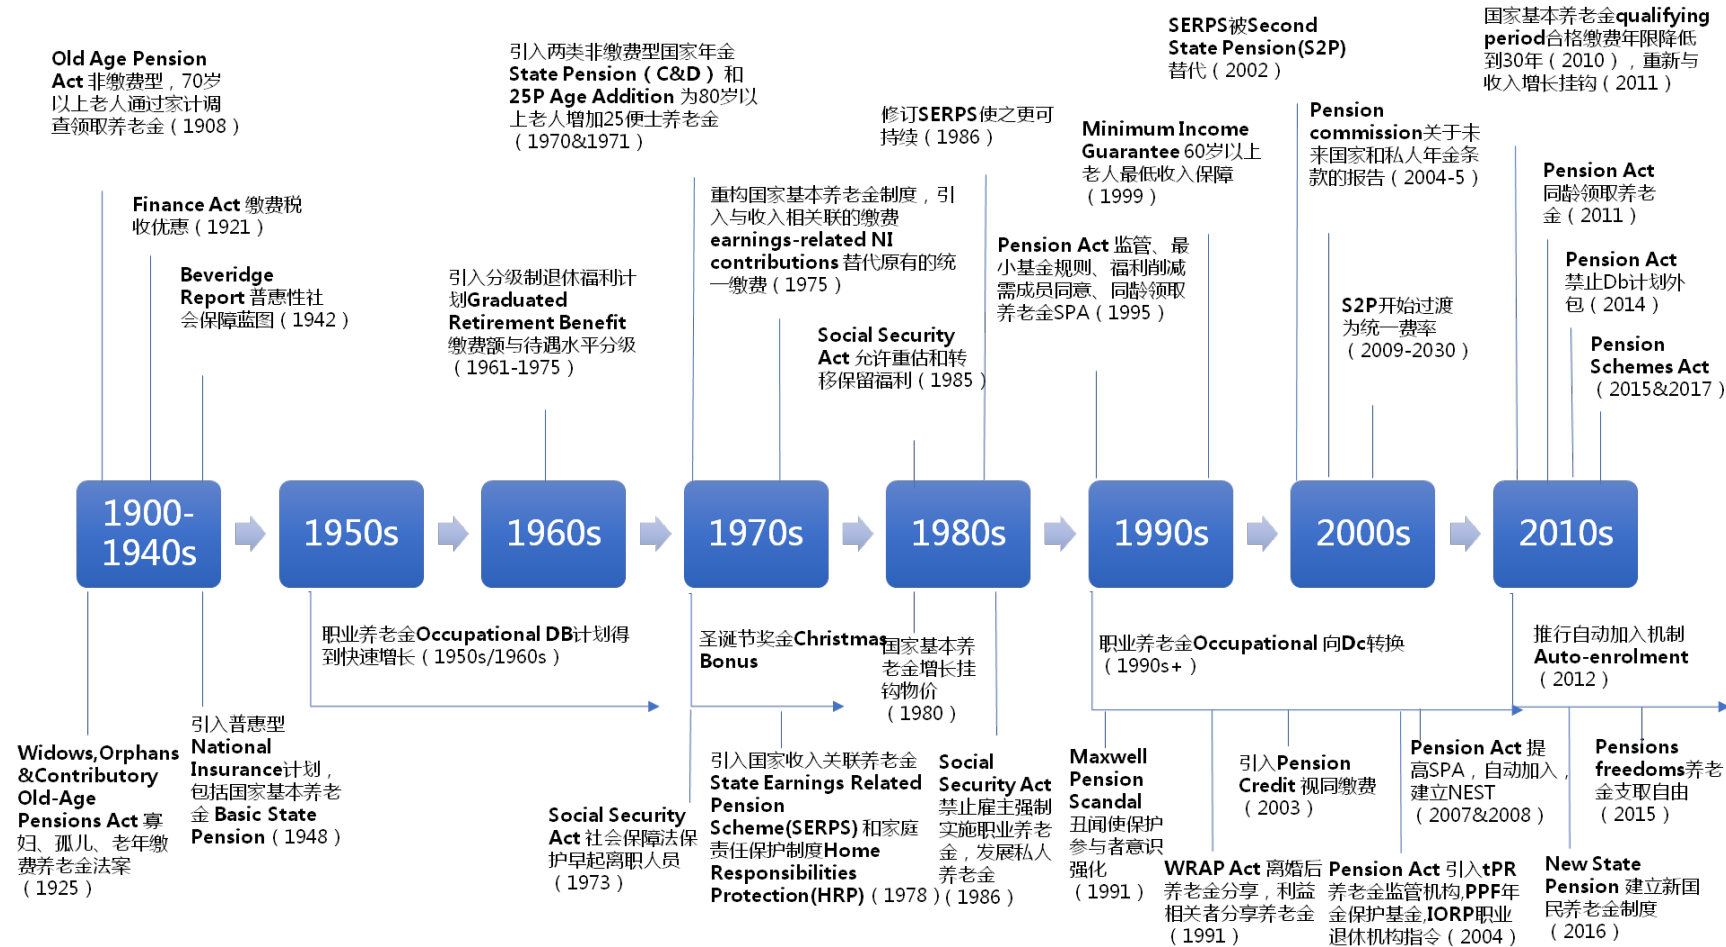 Old Age Pension
Act 非缴费型，70岁
以上老人通过家计调
查领取养老金（1908）
Finance Act 缴费税
收优惠（1921）
Beveridge
Report 普惠性社
会保障蓝图（1942）
引入分级制退休福利计
划Graduated
Retirement Benefit
缴费额与待遇水平分级
（1961-1975）
引入两类非缴费型国家年金
State Pension（C&D）和
25P Age Addition 为80岁以
上老人增加25便士养老金
（1970&1971）
重构国家基本养老金制度，引
入与收入相关联的缴费
earnings-related NI
contributions 替代原有的统
一缴费（1975）
Social Security
Act 允许重估和转
移保留福利（1985）
修订SERPS使之更可
持续（1986）
Pension Act 监管、最
小基金规则、福利削减
需成员同意、同龄领取
养老金SPA（1995）
Minimum Income
Guarantee 60岁以上
老人最低收入保障
（1999）
SERPS被Second
State Pension(S2P)
替代（2002）
Pension
commission关于未
来国家和私人年金条
款的报告（2004-5）
S2P开始过渡
为统一费率
（2009-2030）
国家基本养老金qualifying
period合格缴费年限降低
到30年（2010），重新与
收入增长挂钩（2011）
Pension Act
同龄领取养老
金（2011）
Pension Act
禁止Db计划外
包（2014）
Pension
Schemes Act
（2015&2017）
1900-
1940s
1950s
1960s
1970s
1980s
1990s
2000s
2010s
Widows,Orphans
&Contributory
Old-Age
Pensions Act 寡
妇、孤儿、老年缴
费养老金法案
（1925）
引入普惠型
National
Insurance计划，
包括国家基本养老
金 Basic State
Pension（1948）
职业养老金Occupational DB计划得
到快速增长（1950s/1960s）
Social Security
Act 社会保障法保
护早起离职人员
（1973）
圣诞节奖金Christmas
Bonus
引入国家收入关联养老金
State Earnings Related
Pension
Scheme(SERPS) 和家庭
责任保护制度Home
Responsibilities
Protection(HRP)（1978）
国家基本养
老金增长挂
钩物价
（1980）
Social
Security Act
禁止雇主强制
实施职业养老
金，发展私人
养老金
（1986）
职业养老金Occupational 向Dc转换
（1990s+）
Maxwell
Pension
Scandal
丑闻使保护
参与者意识
强化
（1991）
WRAP Act 离婚后
养老金分享，利益
相关者分享养老金
（1991）
引入Pension
Credit 视同缴费
（2003）
Pension Act 引入tPR
养老金监管机构,PPF年
金保护基金,IORP职业
退休机构指令（2004）
Pension Act 提
高SPA，自动加入，
建立NEST
（2007&2008）
推行自动加入机制
Auto-enrolment
（2012）
New State
Pension 建立新国
民养老金制度
（2016）
Pensions
freedoms养老
金支取自由
（2015）